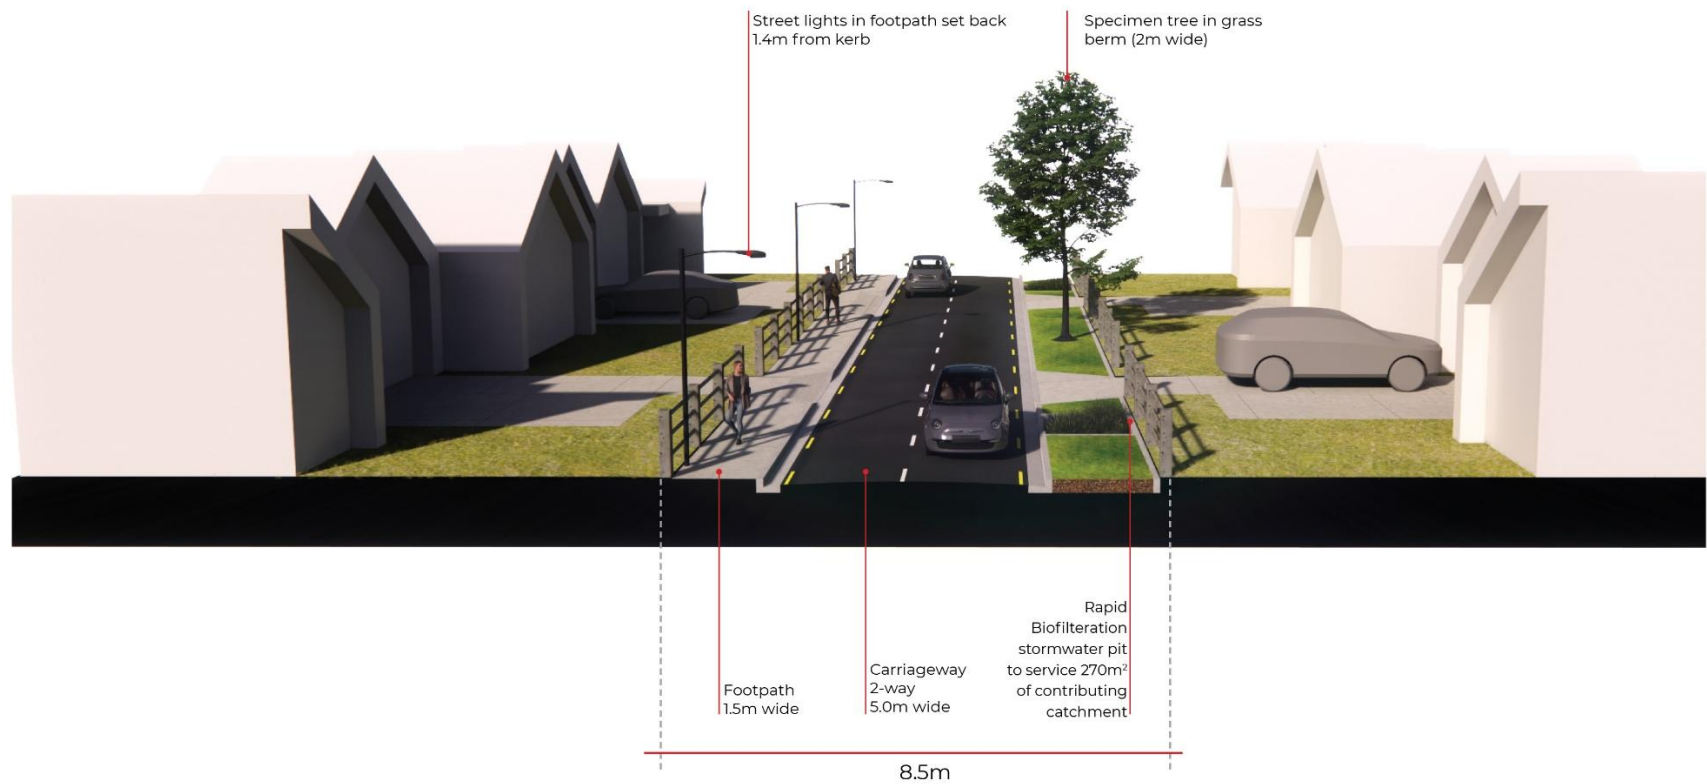 Street lights in footpath set back
1.4m from kerb
Specimen tree in grass
berm (2m wide)
Footpath
1.5m wide
Carriageway
2-way
5.0m wide
Rapid
Biofilteration
stormwater pit
to service 270m²
of contributing
catchment
8.5m